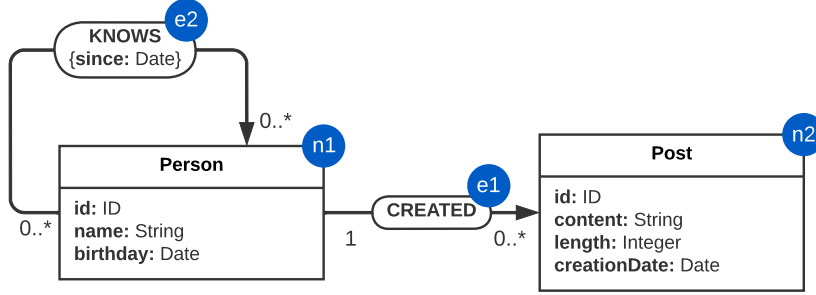 e2
KNOWS
{since: Date}
0..*
n1
Person
id: ID
name: String
birthday: Date
0..*
1
e1
CREATED
0..*
n2
Post
id: ID
content: String
length: Integer
creationDate: Date